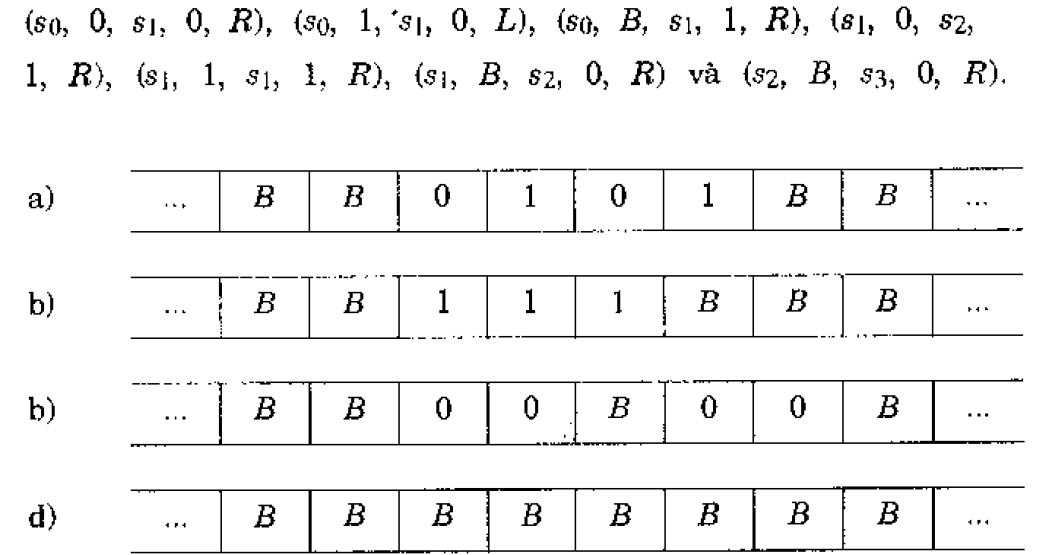 (s₀, 0, s₁, 0, R), (s₀, 1, s₁, 0, L), (s₀, B, s₁, 1, R), (s₁, 0, s₂,
1, R), (s₁, 1, s₁, 1, R), (s₁, B, s₂, 0, R) và (s₂, B, s₃, 0, R).
a) ... B B 0 1 0 1 B B ...
b) ... B B 1 1 1 B B B ...
b) ... B B 0 0 B 0 0 B ...
d) ... B B B B B B B B ...